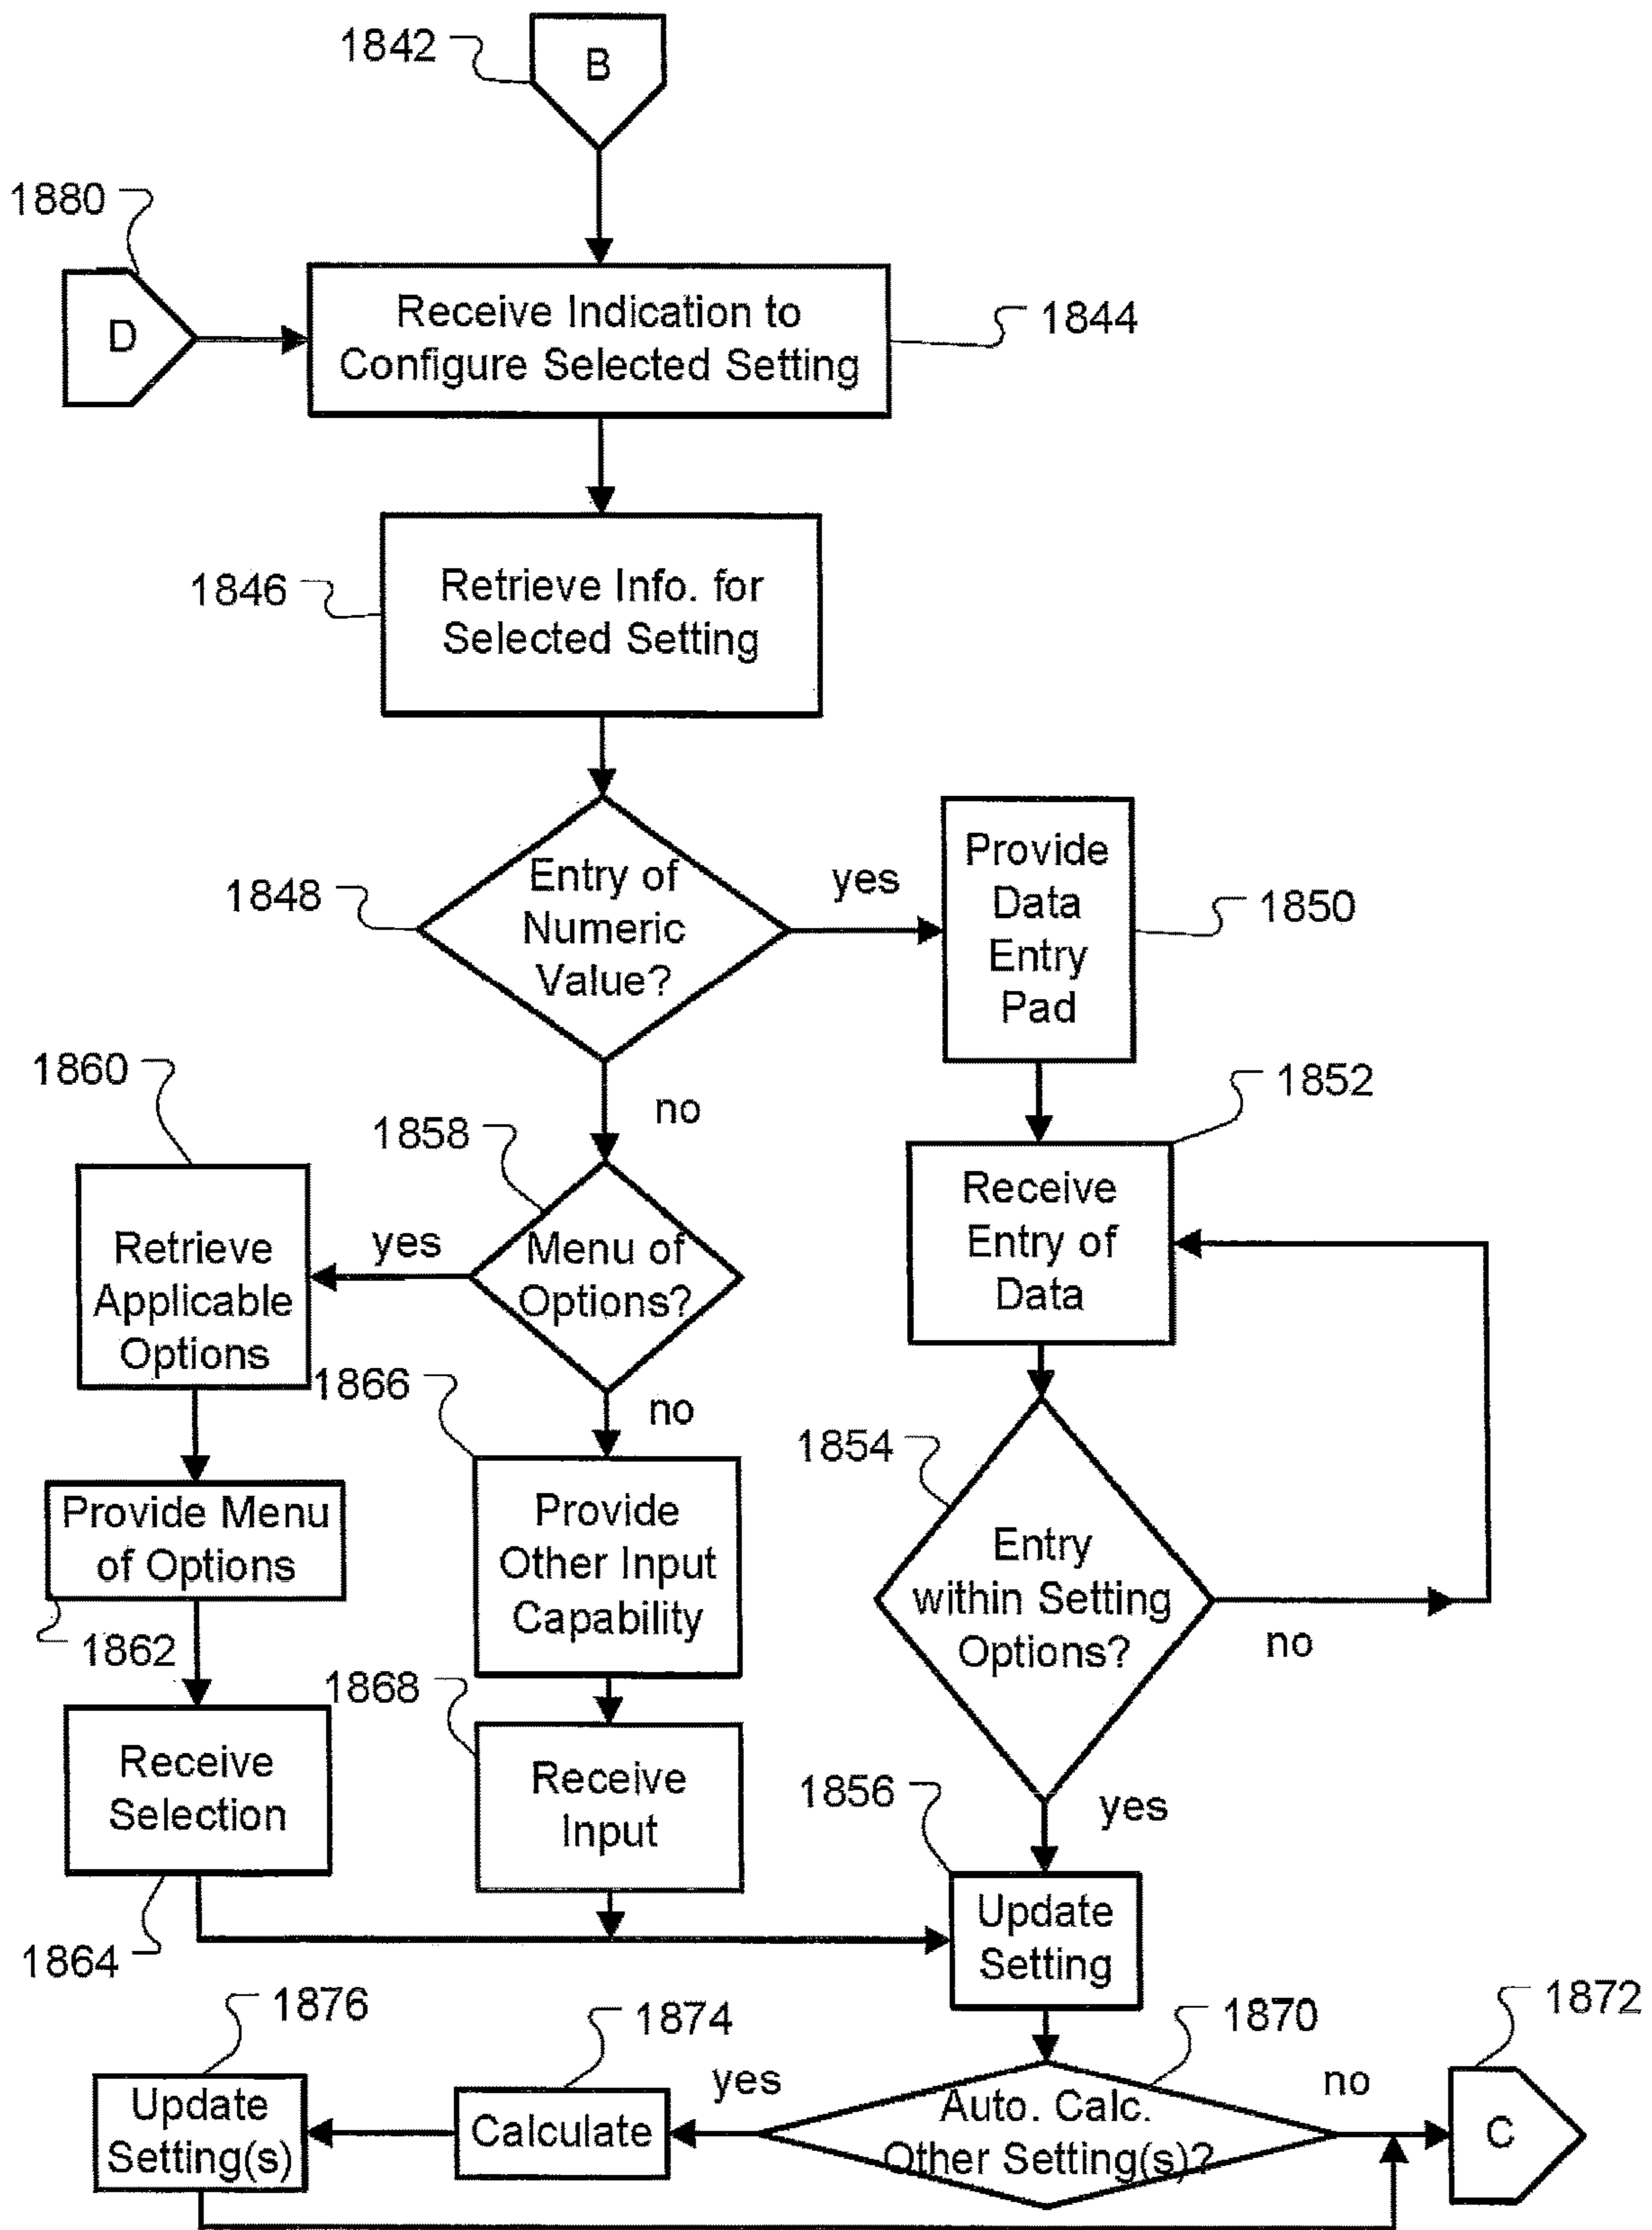 1842
B
1880
D
Receive Indication to
Configure Selected Setting
1844
1846
Retrieve Info. for
Selected Setting
1848
Entry of
Numeric
Value?
yes
Provide
Data
Entry
Pad
1850
no
1852
Receive
Entry of
Data
1860
1858
Menu of
Options?
yes
Retrieve
Applicable
Options
1866
no
1854
Entry
within Setting
Options?
no
Provide Menu
of Options
1862
Provide
Other Input
Capability
1868
Receive
Selection
1864
Receive
Input
yes
1856
Update
Setting
1870
Auto. Calc.
Other Setting(s)?
no
1872
C
yes
1874
Calculate
1876
Update
Setting(s)